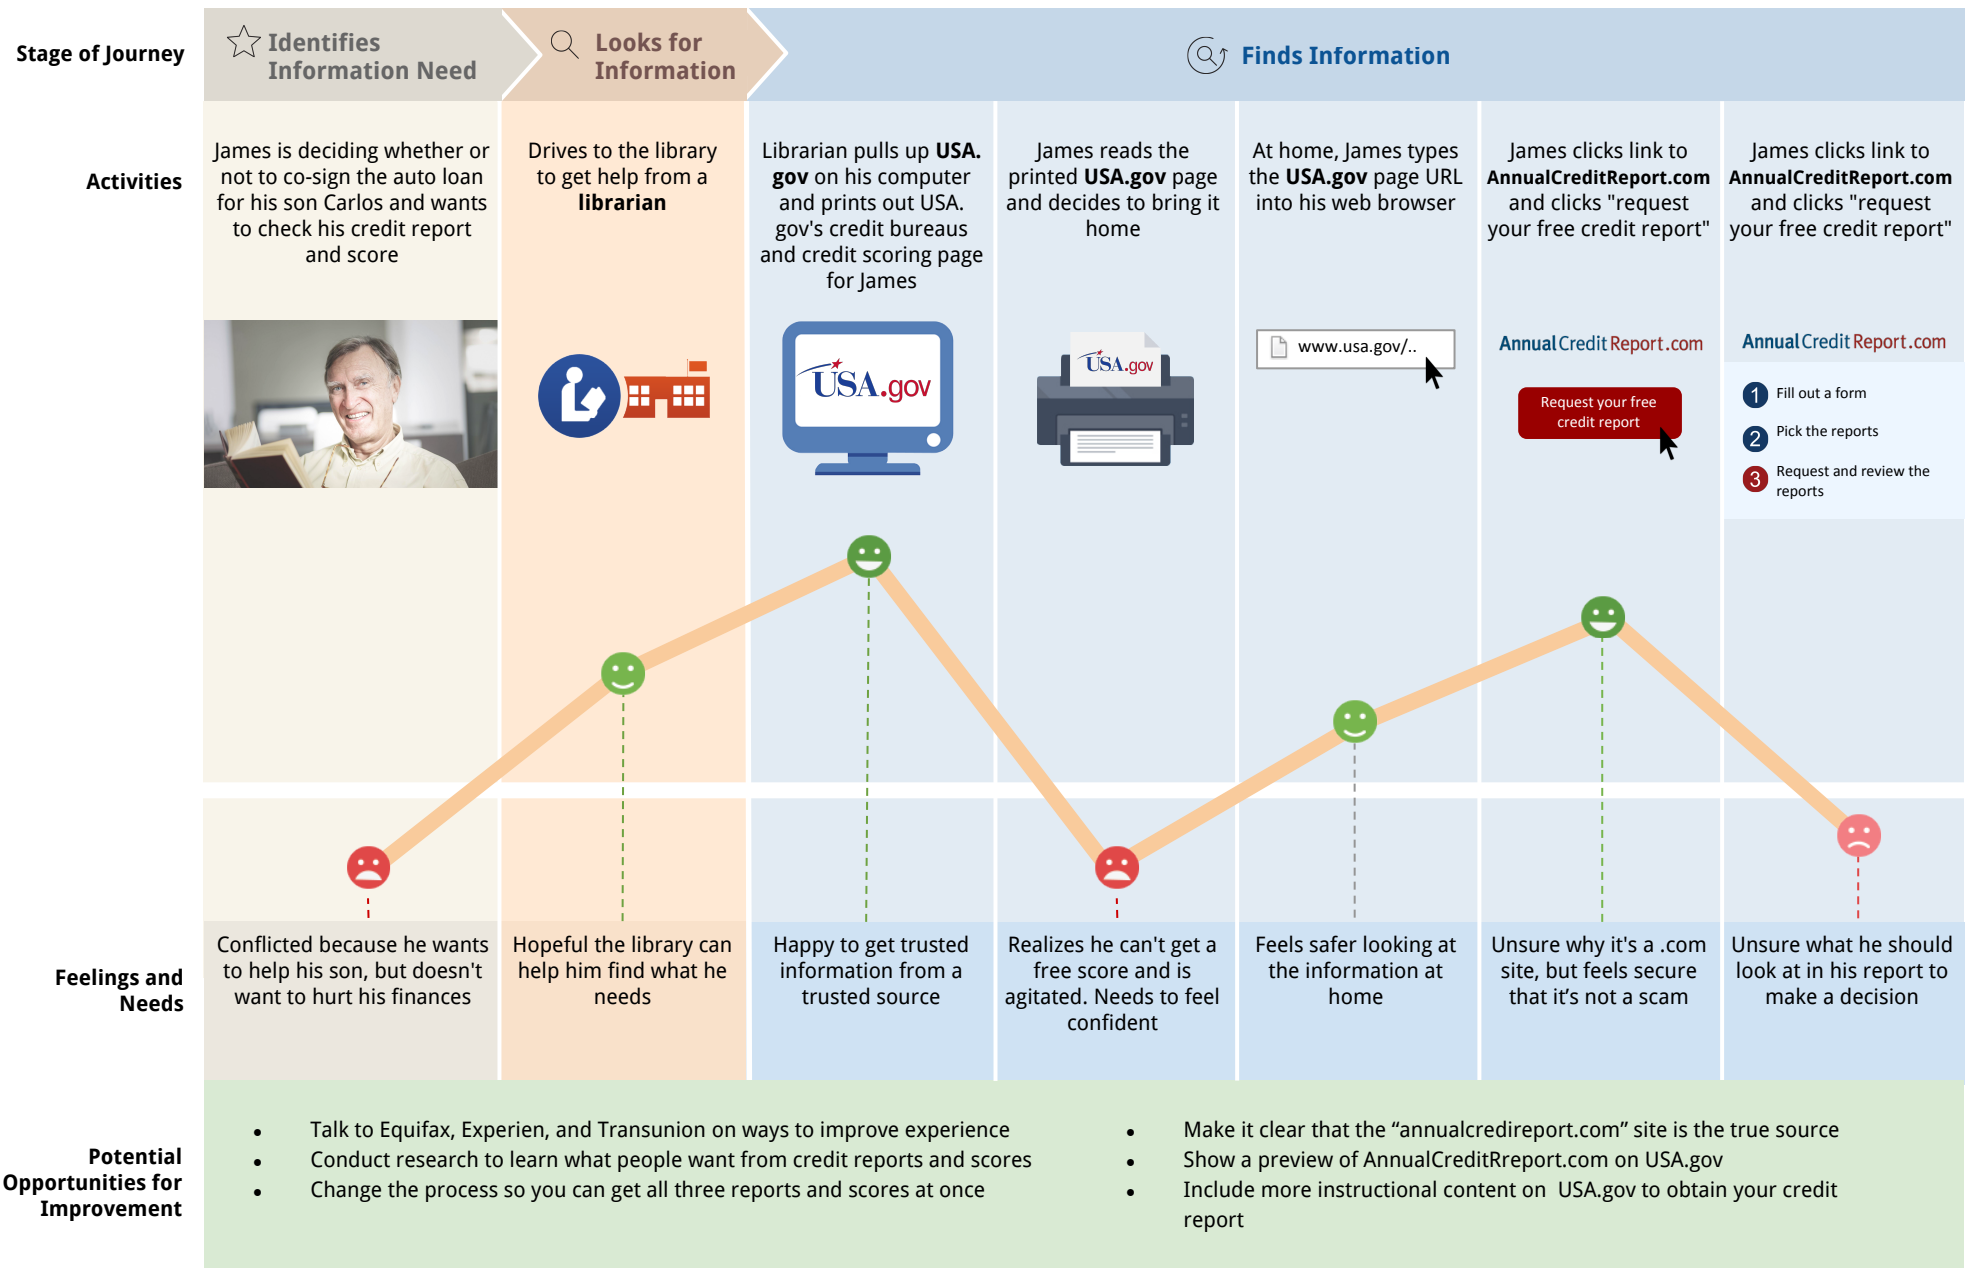 Stage of Journey
Identifies
Information Need
Looks for
Information
Finds Information
Activities
James is deciding whether or
not to co-sign the auto loan
for his son Carlos and wants
to check his credit report
and score
Drives to the library
to get help from a
librarian
Librarian pulls up USA.
gov on his computer
and prints out USA.
gov's credit bureaus
and credit scoring page
for James
James reads the
printed USA.gov page
and decides to bring it
home
At home, James types
the USA.gov page URL
into his web browser
James clicks link to
AnnualCreditReport.com
and clicks "request
your free credit report"
James clicks link to
AnnualCreditReport.com
and clicks "request
your free credit report"
USA.gov
USA.gov
www.usa.gov/..
AnnualCreditReport.com
Request your free
credit report
AnnualCreditReport.com
1 Fill out a form
2 Pick the reports
3 Request and review the
reports
Feelings and
Needs
Conflicted because he wants
to help his son, but doesn't
want to hurt his finances
Hopeful the library can
help him find what he
needs
Happy to get trusted
information from a
trusted source
Realizes he can't get a
free score and is
agitated. Needs to feel
confident
Feels safer looking at
the information at
home
Unsure why it's a .com
site, but feels secure
that it’s not a scam
Unsure what he should
look at in his report to
make a decision
Potential
Opportunities for
Improvement
• Talk to Equifax, Experien, and Transunion on ways to improve experience
• Conduct research to learn what people want from credit reports and scores
• Change the process so you can get all three reports and scores at once
• Make it clear that the “annualcredireport.com” site is the true source
• Show a preview of AnnualCreditRreport.com on USA.gov
• Include more instructional content on  USA.gov to obtain your credit
report